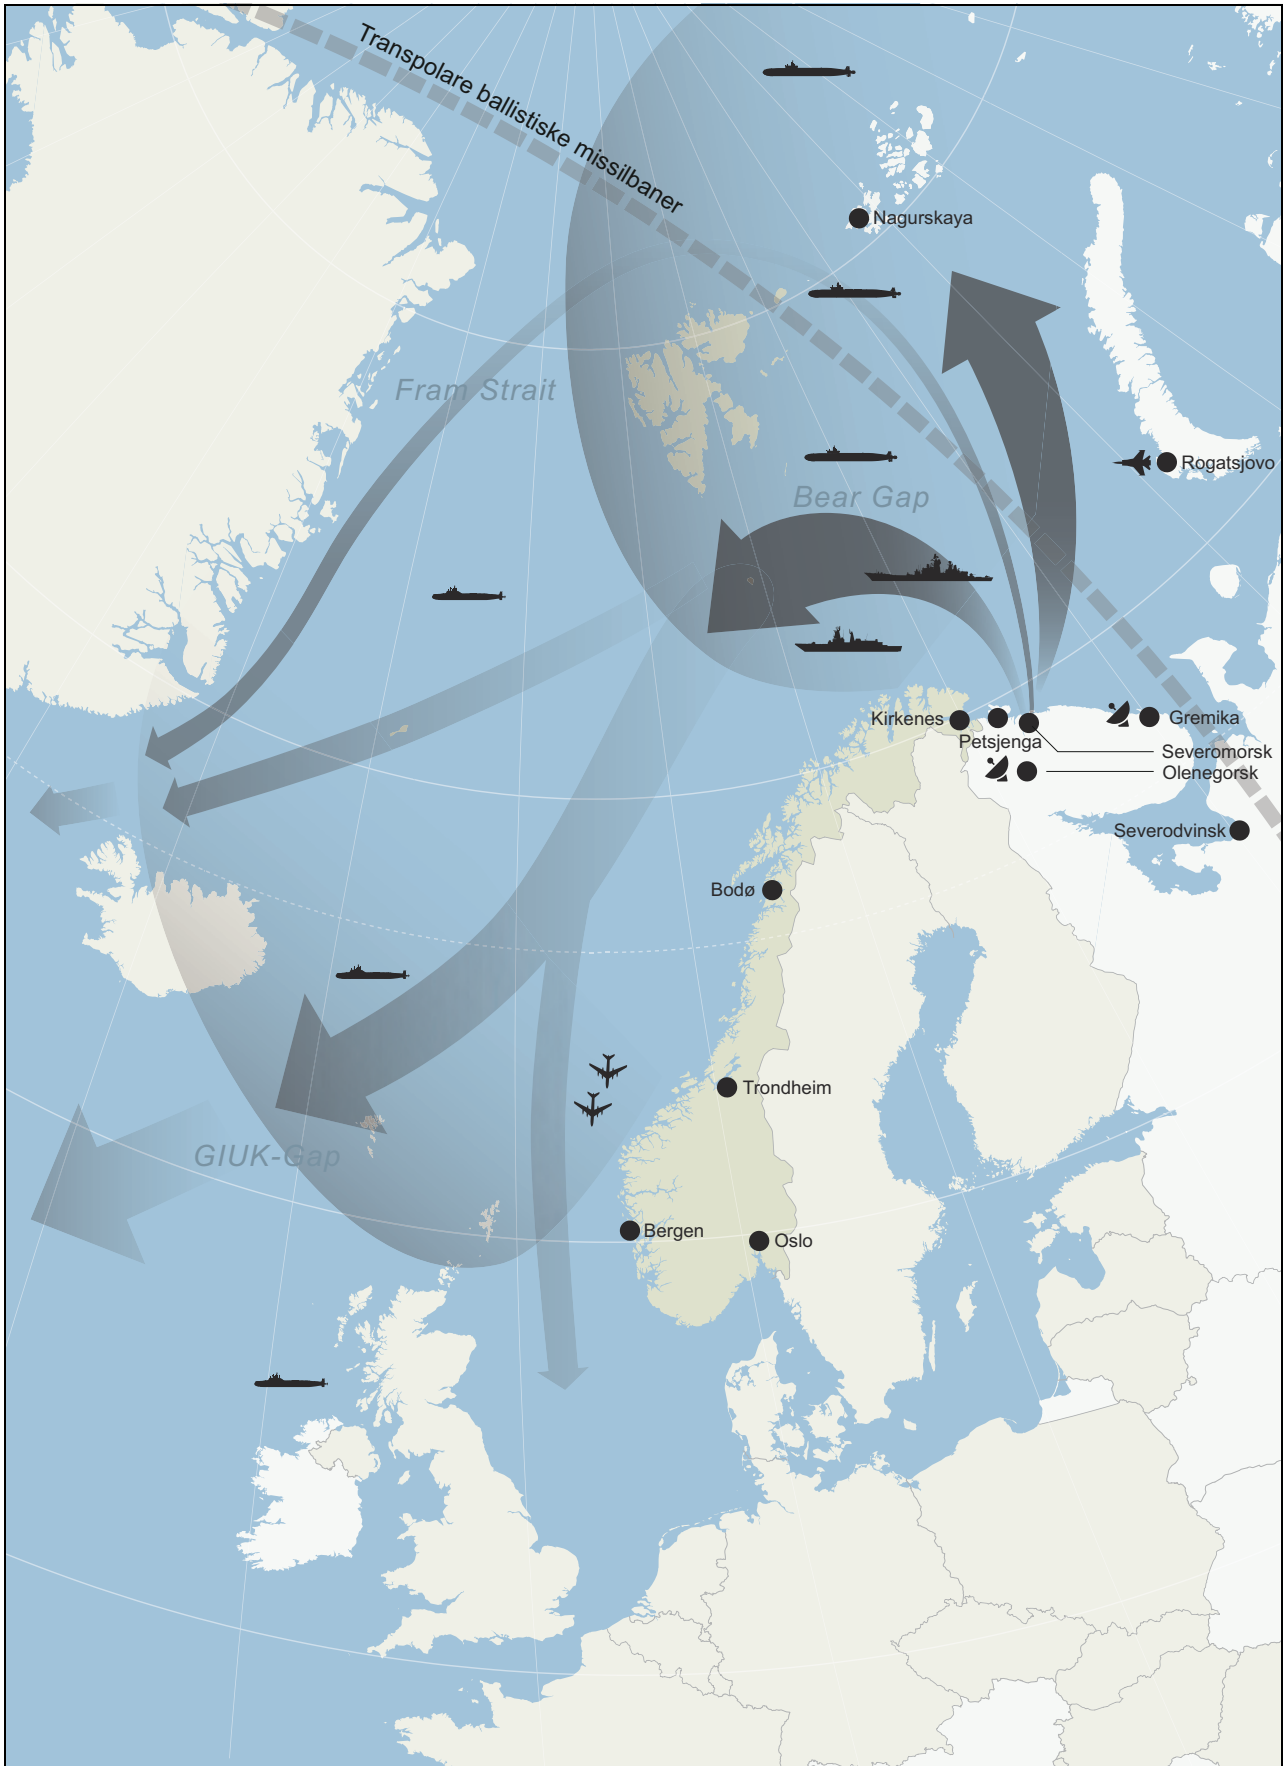 Transpolare ballistiske missilbaner
Nagurskaya
Fram Strait
Rogatsjovo
Bear Gap
Kirkenes
Petsjenga
Gremika
Severomorsk
Olenegorsk
Severodvinsk
Bodø
Trondheim
GIUK-Gap
Bergen
Oslo